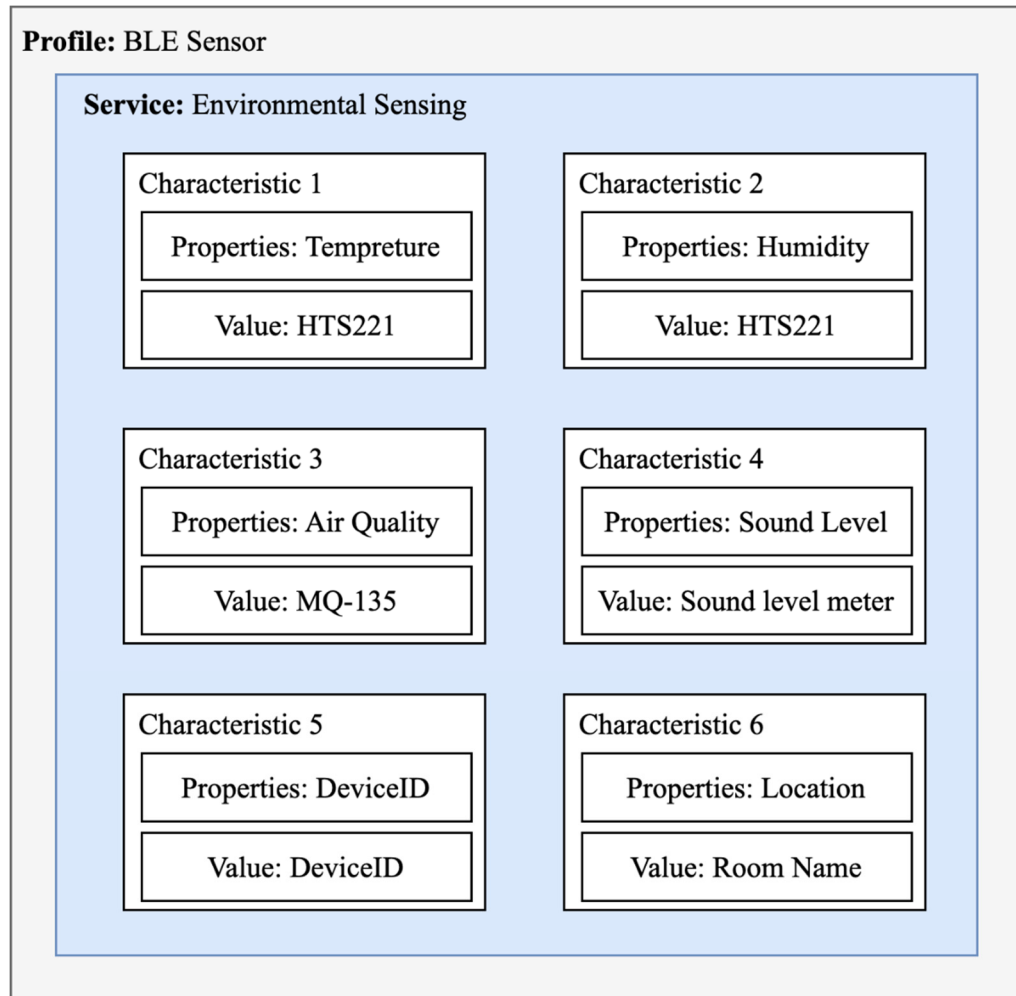 Profile: BLE Sensor
Service: Environmental Sensing
Characteristic 1
Properties: Tempreture
Value: HTS221
Characteristic 2
Properties: Humidity
Value: HTS221
Characteristic 3
Properties: Air Quality
Value: MQ-135
Characteristic 4
Properties: Sound Level
Value: Sound level meter
Characteristic 5
Properties: DeviceID
Value: DeviceID
Characteristic 6
Properties: Location
Value: Room Name